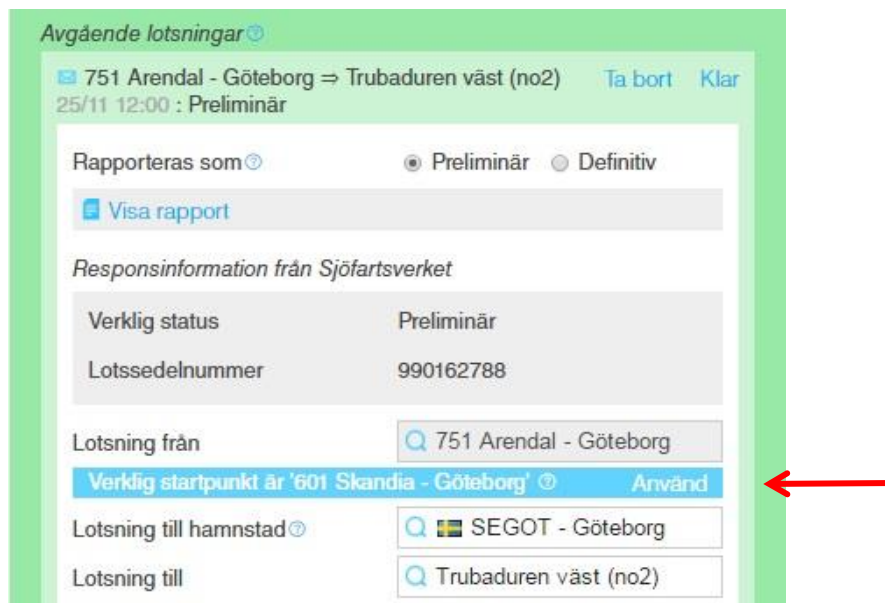 Avgående lotsningar
751 Arendal - Göteborg ⇒ Trubaduren väst (no2) Ta bort Klar
25/11 12:00 : Preliminär
Rapporteras som Preliminär Definitiv
Visa rapport
Responsinformation från Sjöfartsverket
Verklig status Preliminär
Lotssedelnummer 990162788
Lotsning från 751 Arendal - Göteborg
Verklig startpunkt är '601 Skandia - Göteborg' Använd
Lotsning till hamnstad SEGOT - Göteborg
Lotsning till Trubaduren väst (no2)